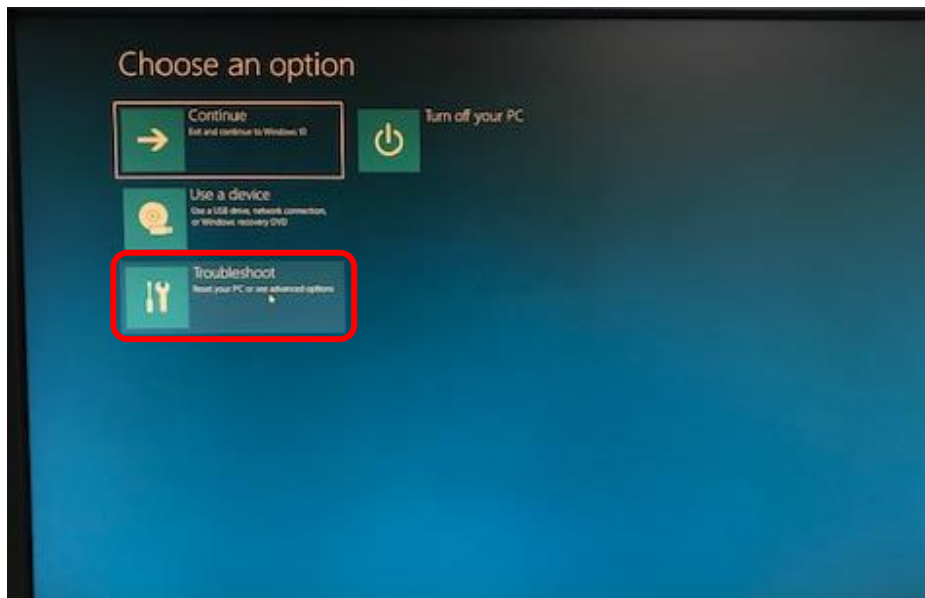 Choose an option
Continue
Exit and continue to Windows 10
Turn off your PC
Use a device
Use a USB drive, network connection,
or Windows recovery DVD
Troubleshoot
Reset your PC or see advanced options